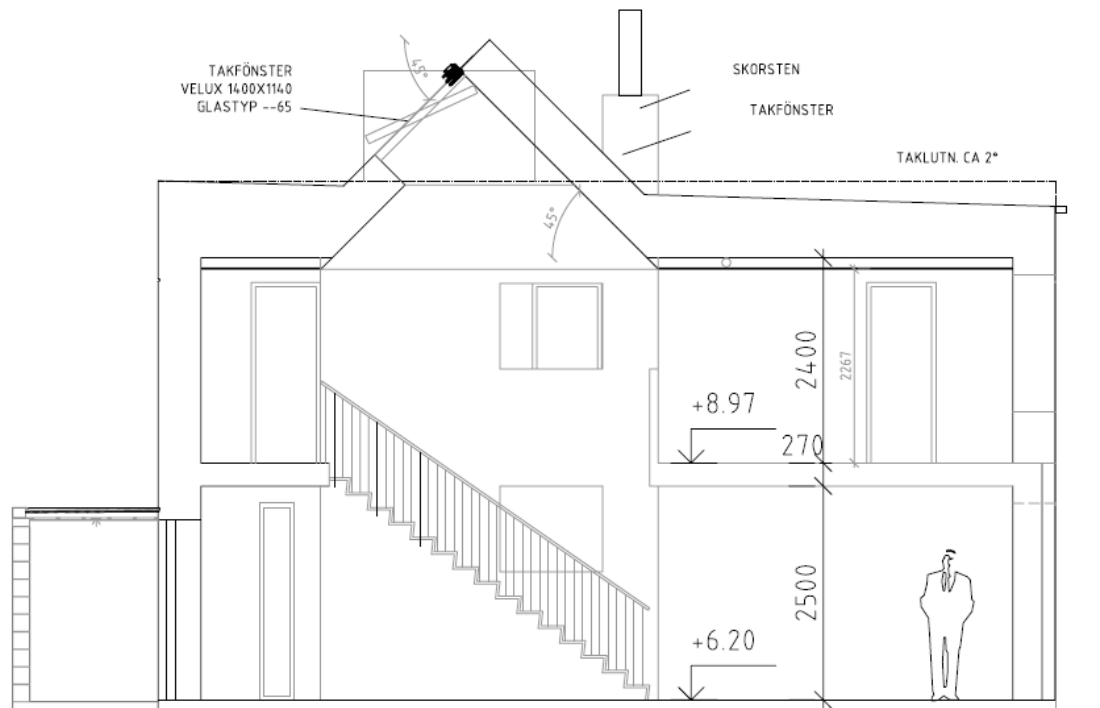 TAKFÖNSTER
VELUX 1400X1140
GLASTYP --65
45°
SKORSTEN
TAKFÖNSTER
TAKLUTN. CA 2°
45°
2400
2267
+8.97
270
2500
+6.20